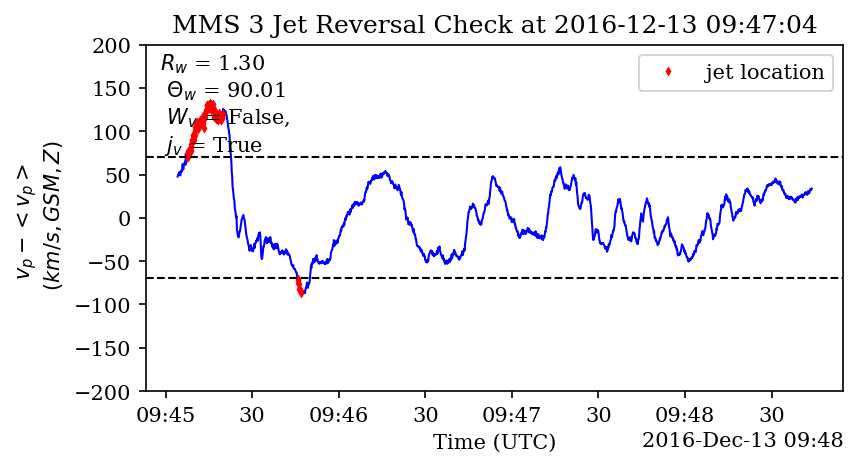 MMS 3 Jet Reversal Check at 2016-12-13 09:47:04
R_w = 1.30
Θ_w = 90.01
W_v = False,
j_v = True
jet location
200
150
100
50
0
−50
−100
−150
−200
v_p − < v_p >
(km/s, GSM, Z)
09:45 30 09:46 30 09:47 30 09:48 30
Time (UTC)
2016-Dec-13 09:48